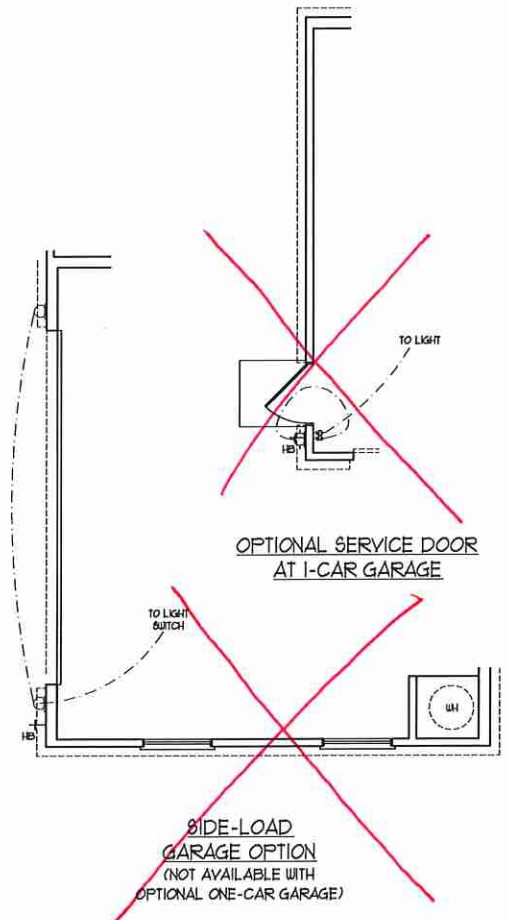 TO LIGHT
HB
OPTIONAL SERVICE DOOR
AT 1-CAR GARAGE
TO LIGHT
SWITCH
WH
HB
SIDE-LOAD
GARAGE OPTION
(NOT AVAILABLE WITH
OPTIONAL ONE-CAR GARAGE)